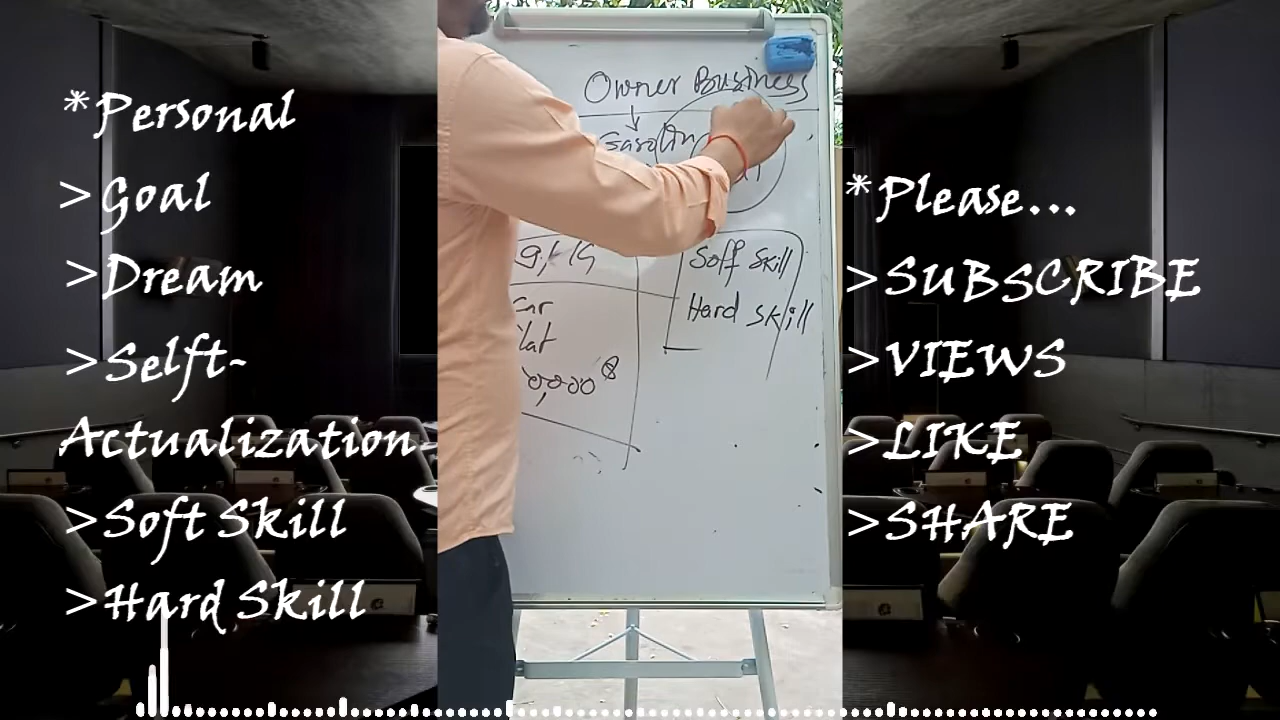 *Personal
>Goal
>Dream
>Selft-
Actualization-
>Soft Skill
>Hard Skill
Owner Business
Soff Skill
Hard skill
*Please...
>SUBSCRIBE
>VIEWS
>LIKE
>SHARE